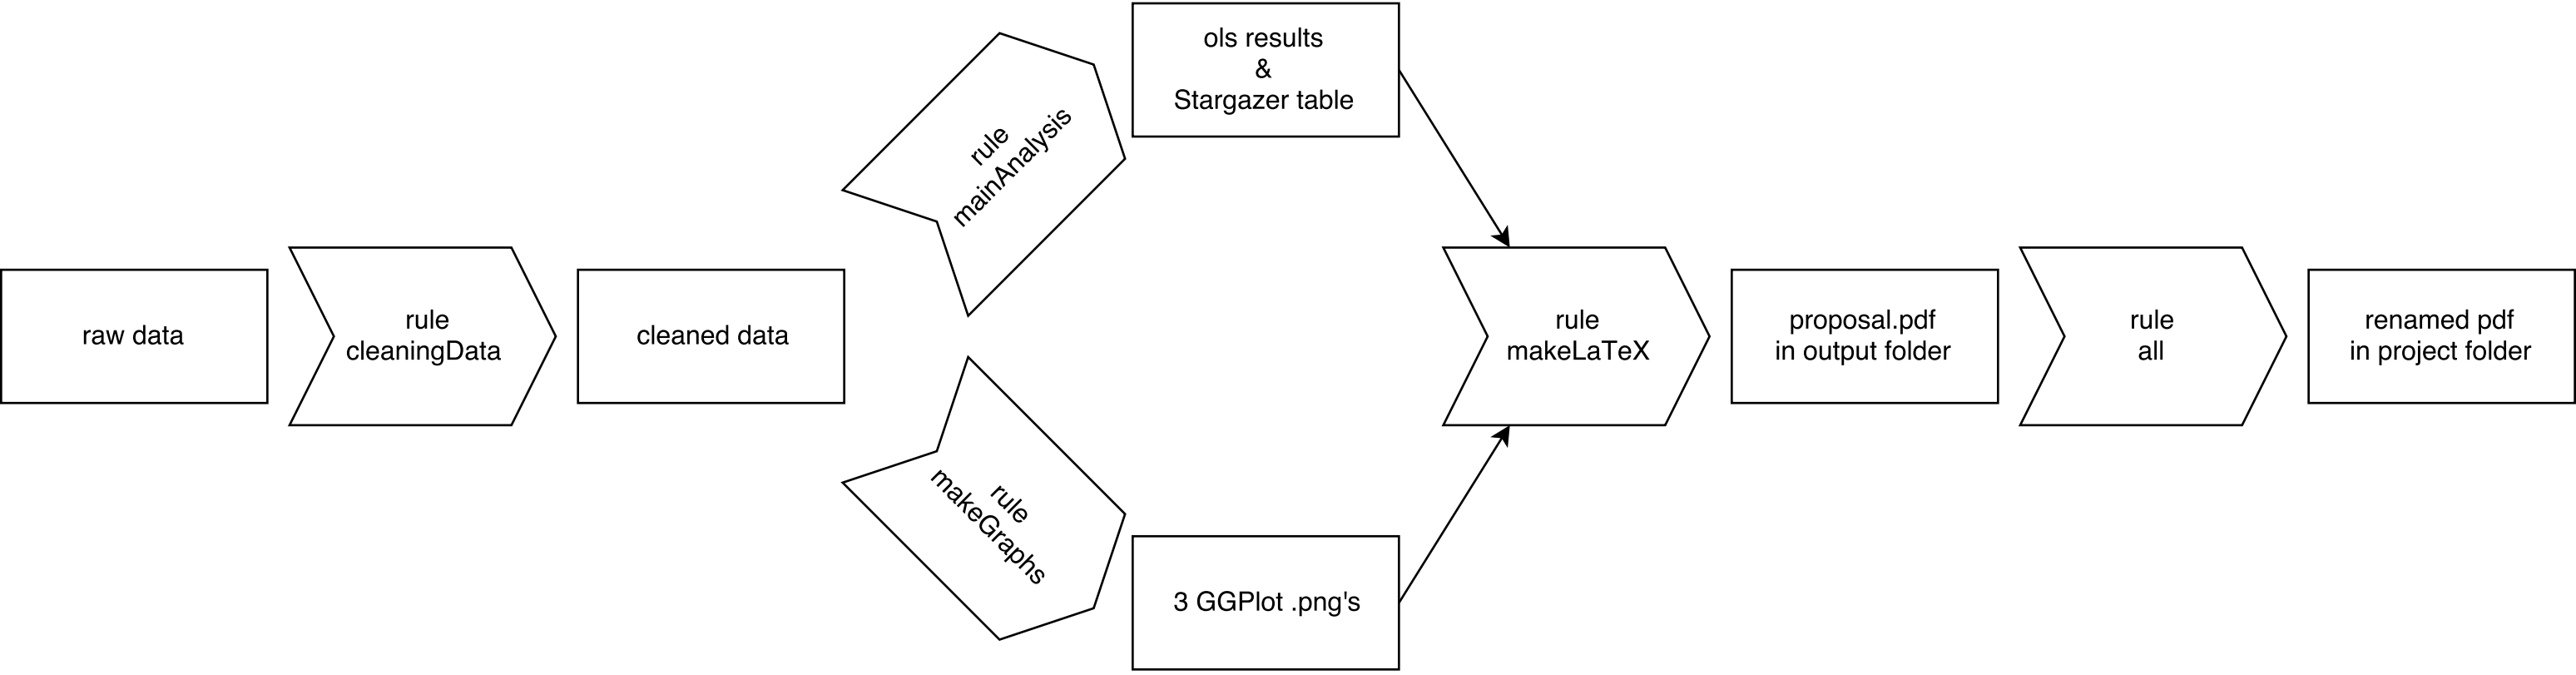 raw data
rule
cleaningData
cleaned data
rule
mainAnalysis
ols results
&
Stargazer table
rule
makeGraphs
3 GGPlot .png's
rule
makeLaTeX
proposal.pdf
in output folder
rule
all
renamed pdf
in project folder